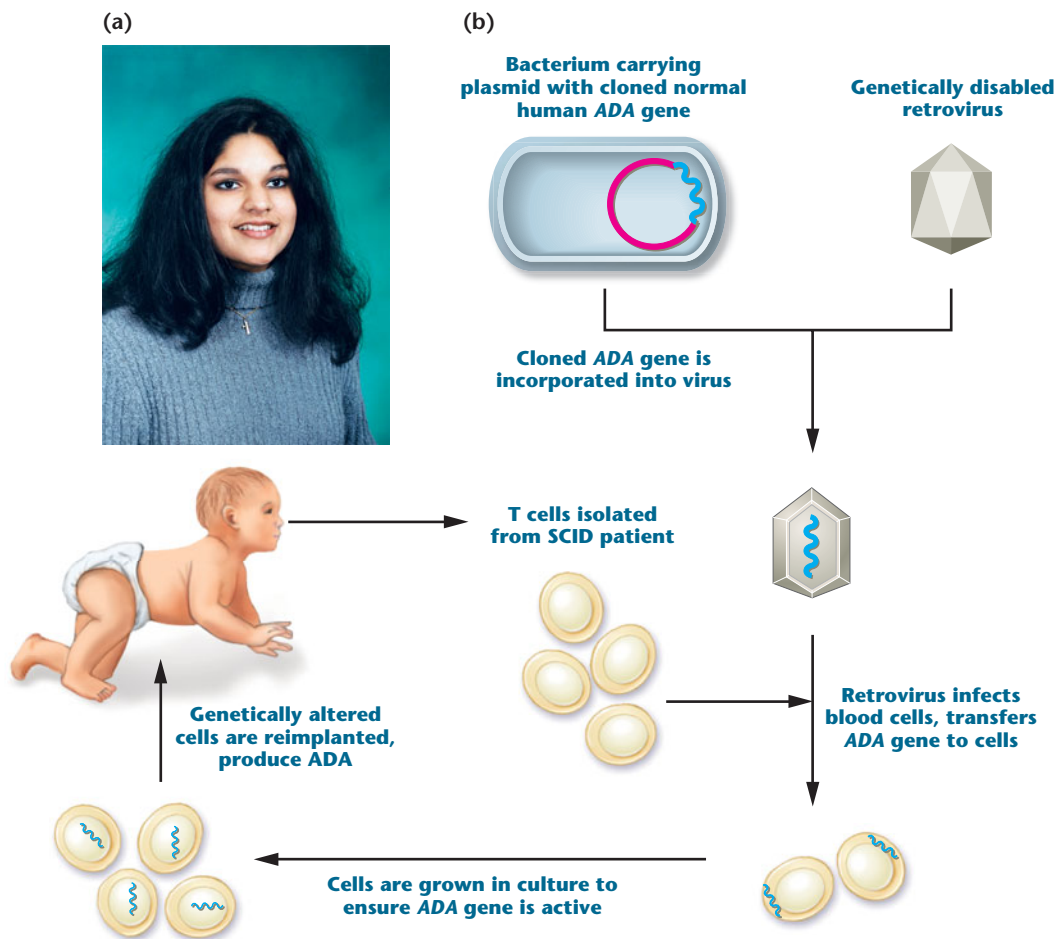 (a)
(b)
Bacterium carrying
plasmid with cloned normal
human ADA gene
Genetically disabled
retrovirus
Cloned ADA gene is
incorporated into virus
T cells isolated
from SCID patient
Retrovirus infects
blood cells, transfers
ADA gene to cells
Genetically altered
cells are reimplanted,
produce ADA
Cells are grown in culture to
ensure ADA gene is active